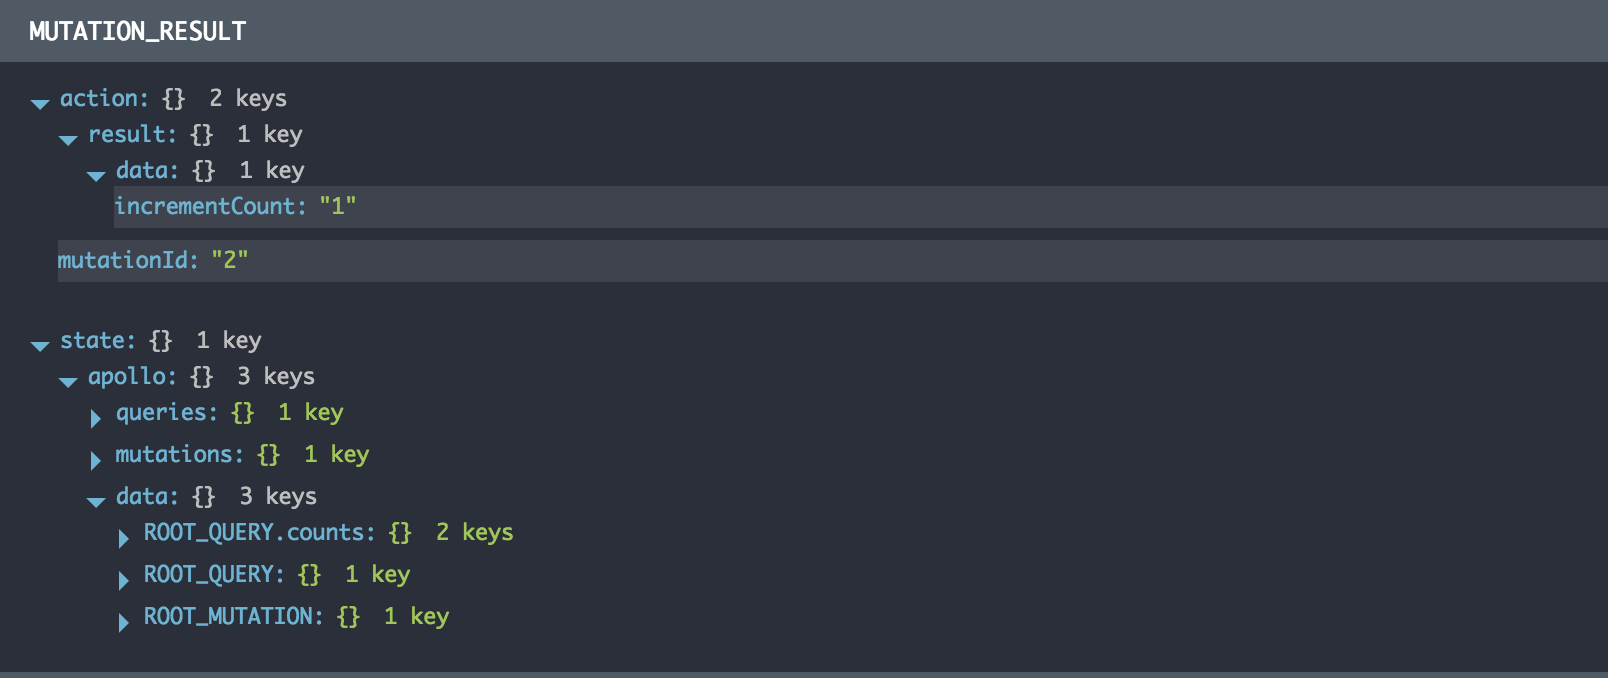 MUTATION_RESULT
action: {} 2 keys
result: {} 1 key
data: {} 1 key
incrementCount: "1"
mutationId: "2"
state: {} 1 key
apollo: {} 3 keys
queries: {} 1 key
mutations: {} 1 key
data: {} 3 keys
ROOT_QUERY.counts: {} 2 keys
ROOT_QUERY: {} 1 key
ROOT_MUTATION: {} 1 key